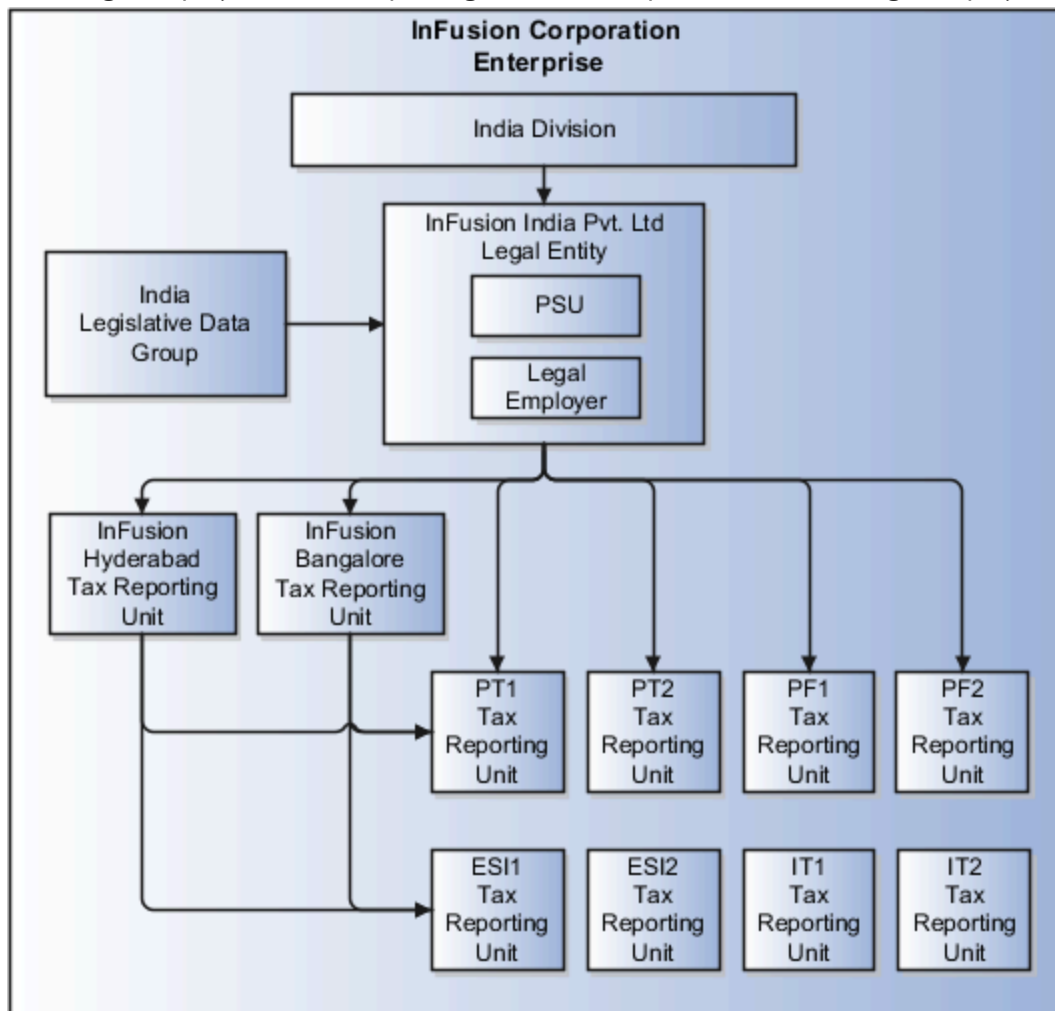 InFusion Corporation
Enterprise
India Division
InFusion India Pvt. Ltd
Legal Entity
PSU
Legal
Employer
India
Legislative Data
Group
InFusion
Hyderabad
Tax Reporting
Unit
InFusion
Bangalore
Tax Reporting
Unit
PT1
Tax
Reporting
Unit
PT2
Tax
Reporting
Unit
PF1
Tax
Reporting
Unit
PF2
Tax
Reporting
Unit
ESI1
Tax
Reporting
Unit
ESI2
Tax
Reporting
Unit
IT1
Tax
Reporting
Unit
IT2
Tax
Reporting
Unit